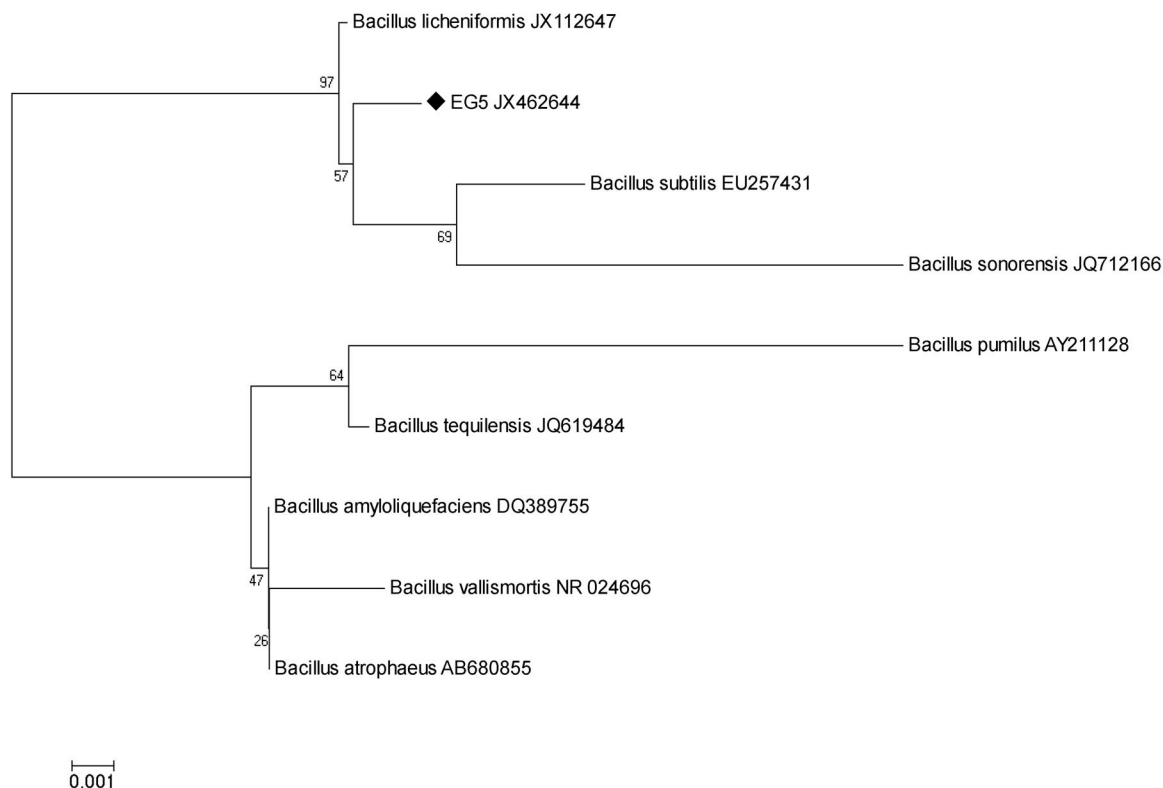 Bacillus licheniformis JX112647
97
EG5 JX462644
57
Bacillus subtilis EU257431
69
Bacillus sonorensis JQ712166
Bacillus pumilus AY211128
64
Bacillus tequilensis JQ619484
Bacillus amyloliquefaciens DQ389755
47
Bacillus vallismortis NR 024696
26
Bacillus atrophaeus AB680855
0.001